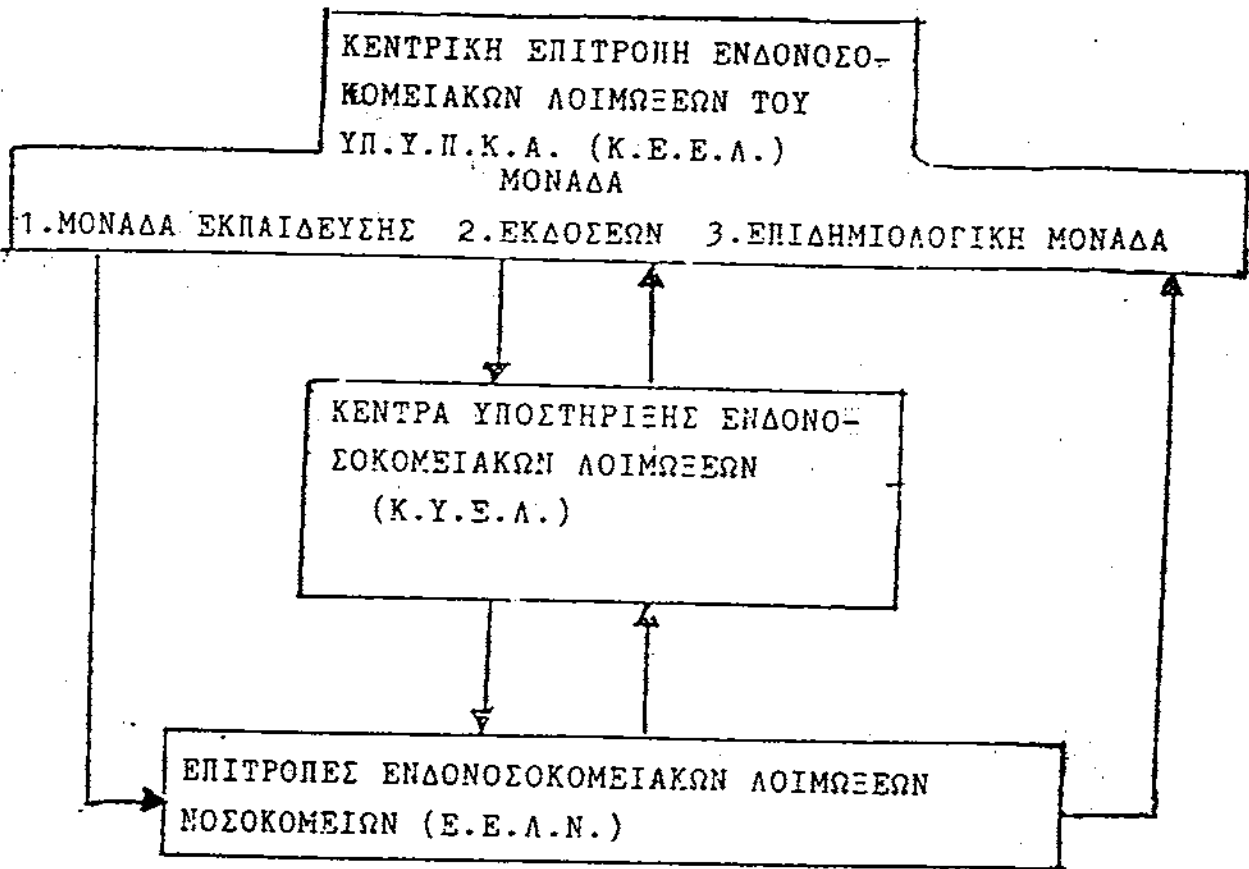 ΚΕΝΤΡΙΚΗ ΕΠΙΤΡΟΠΗ ΕΝΔΟΝΟΣΟ-
ΚΟΜΕΙΑΚΩΝ ΛΟΙΜΩΞΕΩΝ ΤΟΥ
ΥΠ.Υ.Π.Κ.Α. (Κ.Ε.Ε.Λ.)
ΜΟΝΑΔΑ
1.ΜΟΝΑΔΑ ΕΚΠΑΙΔΕΥΣΗΣ 2.ΕΚΔΟΣΕΩΝ 3.ΕΠΙΔΗΜΙΟΛΟΓΙΚΗ ΜΟΝΑΔΑ
ΚΕΝΤΡΑ ΥΠΟΣΤΗΡΙΞΗΣ ΕΝΔΟΝΟ-
ΣΟΚΟΜΕΙΑΚΩΝ ΛΟΙΜΩΞΕΩΝ
(Κ.Υ.Ε.Λ.)
ΕΠΙΤΡΟΠΕΣ ΕΝΔΟΝΟΣΟΚΟΜΕΙΑΚΩΝ ΛΟΙΜΩΞΕΩΝ
ΝΟΣΟΚΟΜΕΙΩΝ (Ε.Ε.Λ.Ν.)